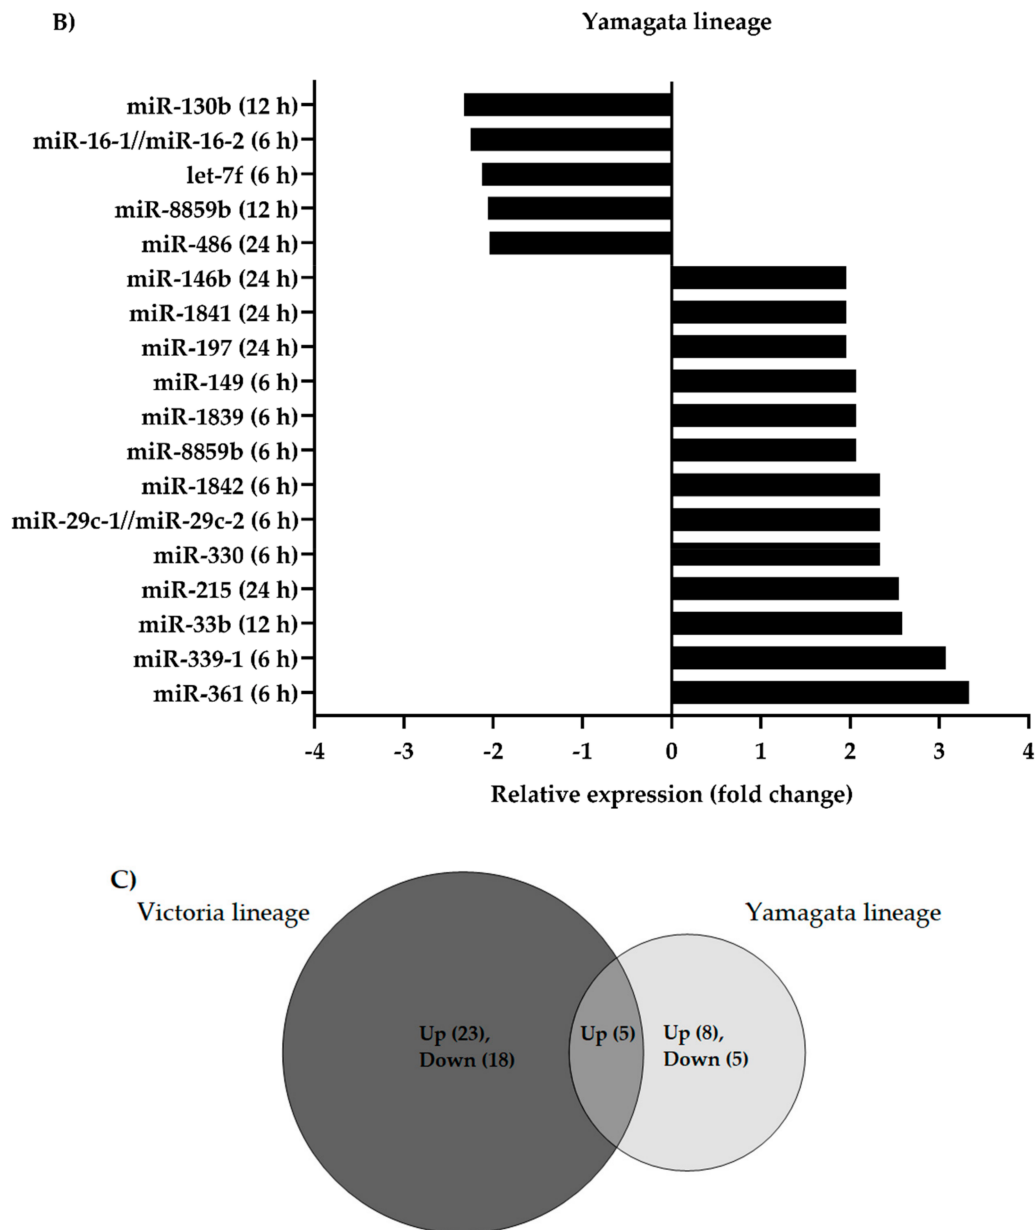 B)
Yamagata lineage
miR-130b (12 h)
miR-16-1//miR-16-2 (6 h)
let-7f (6 h)
miR-8859b (12 h)
miR-486 (24 h)
miR-146b (24 h)
miR-1841 (24 h)
miR-197 (24 h)
miR-149 (6 h)
miR-1839 (6 h)
miR-8859b (6 h)
miR-1842 (6 h)
miR-29c-1//miR-29c-2 (6 h)
miR-330 (6 h)
miR-215 (24 h)
miR-33b (12 h)
miR-339-1 (6 h)
miR-361 (6 h)
-4 -3 -2 -1 0 1 2 3 4
Relative expression (fold change)
C)
Victoria lineage
Yamagata lineage
Up (23),
Down (18)
Up (5)
Up (8),
Down (5)